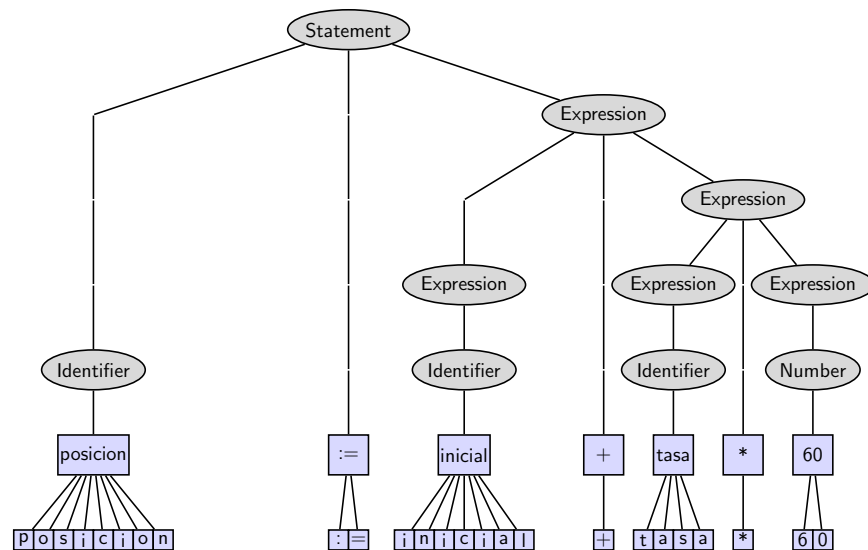 Statement
Expression
Expression
Expression Expression Expression
Identifier Identifier Identifier Number
posicion := inicial + tasa * 60
p o s i c i o n : = i n i c i a l + t a s a * 6 0